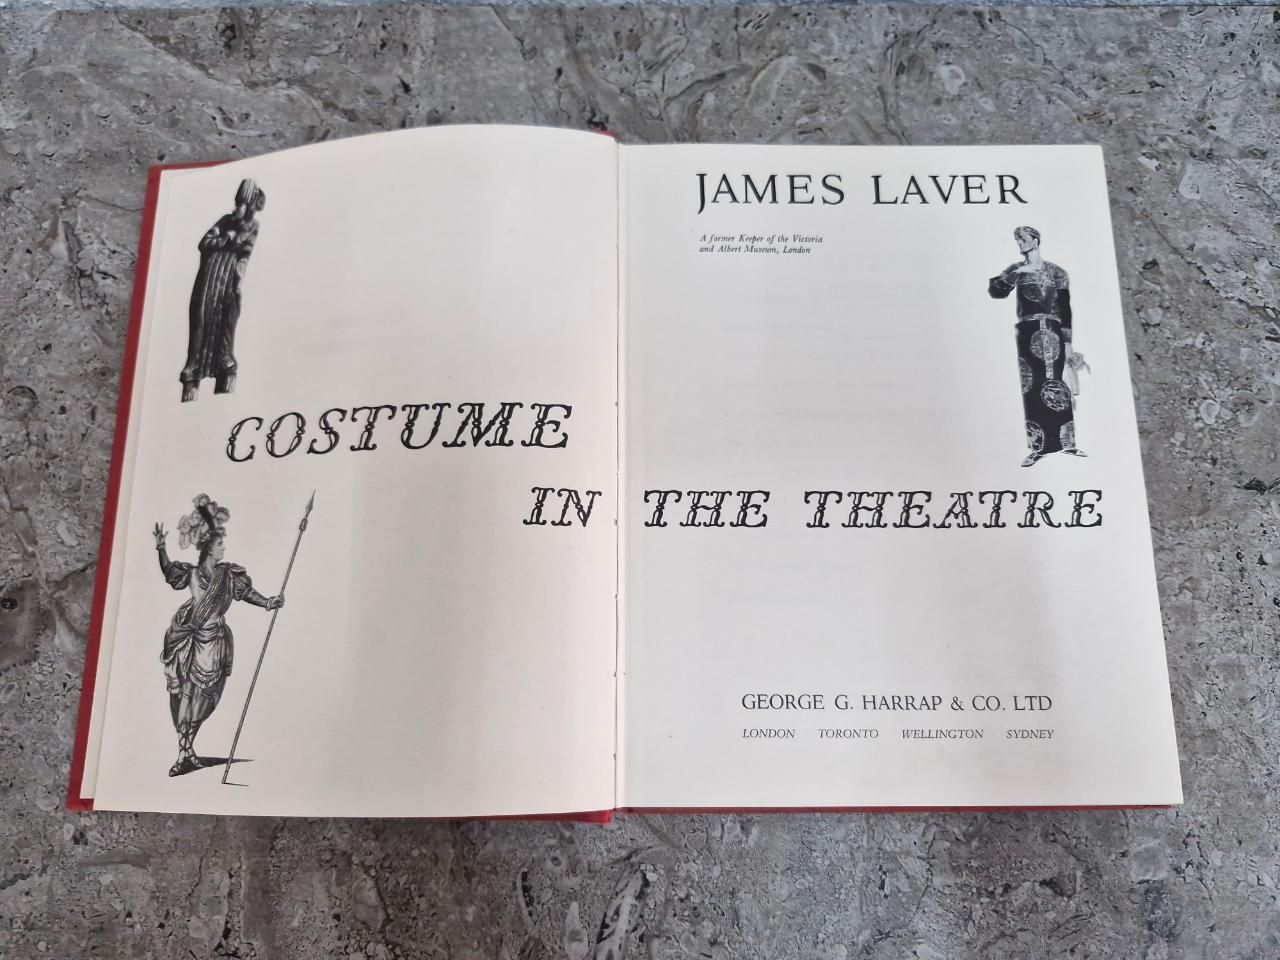 JAMES LAVER
A former Keeper of the Victoria
and Albert Museum, London
COSTUME
IN THE THEATRE
GEORGE G. HARRAP & CO. LTD
LONDON TORONTO WELLINGTON SYDNEY